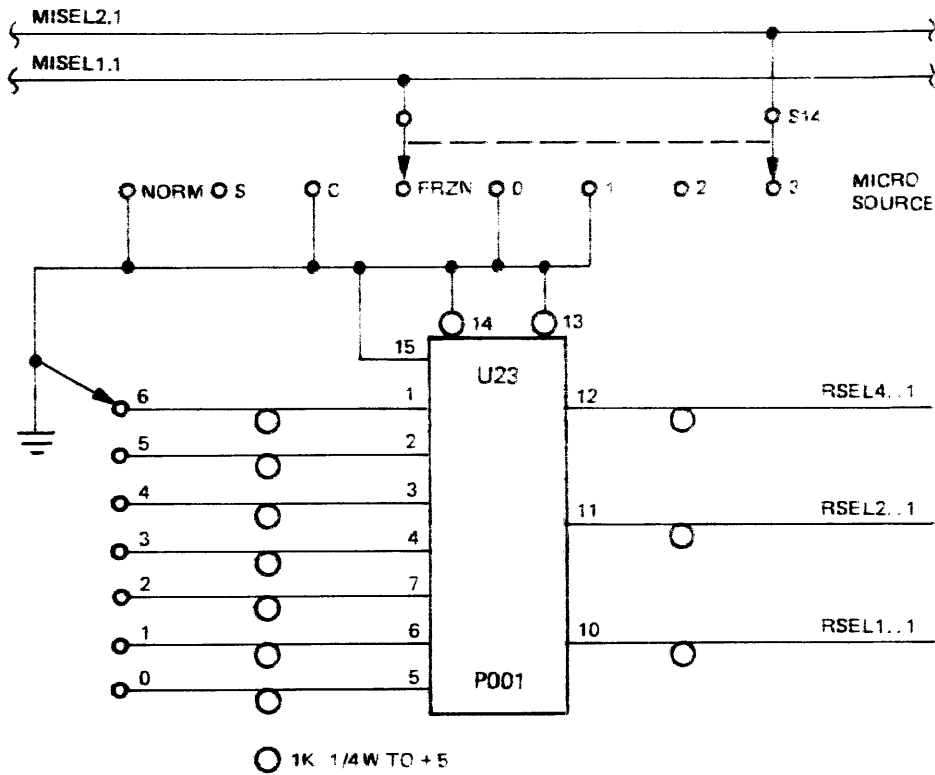 MISEL2.1
MISEL1.1
S14
NORM S C FRZN 0 1 2 3 MICRO
SOURCE
14 13
15
U23
6 1 12 RSEL4..1
5 2
4 3
11 RSEL2..1
3 4
2 7
1 6 10 RSEL1..1
0 5
P001
1K 1/4W TO +5